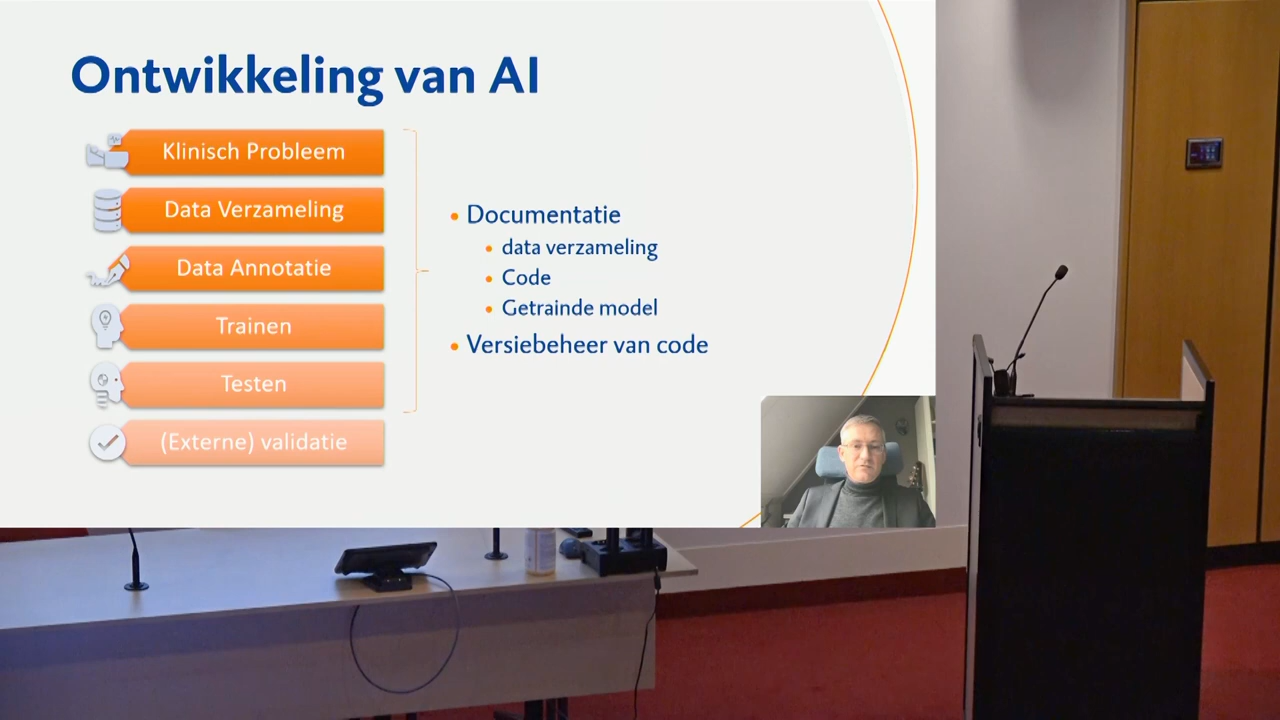 Ontwikkeling van AI
Klinisch Probleem
Data Verzameling
Data Annotatie
Trainen
Testen
(Externe) validatie
• Documentatie
• data verzameling
• Code
• Getrainde model
• Versiebeheer van code